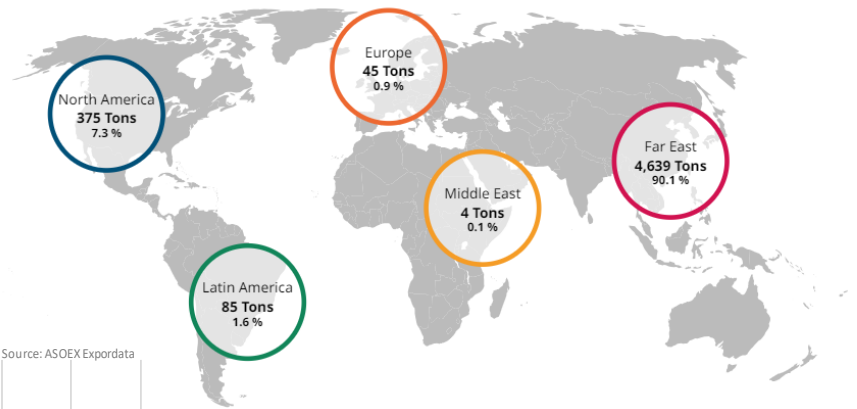 Europe
45 Tons
0.9 %
North America
375 Tons
7.3 %
Far East
4,639 Tons
90.1 %
Middle East
4 Tons
0.1 %
Latin America
85 Tons
1.6 %
Source: ASOEX Expordata